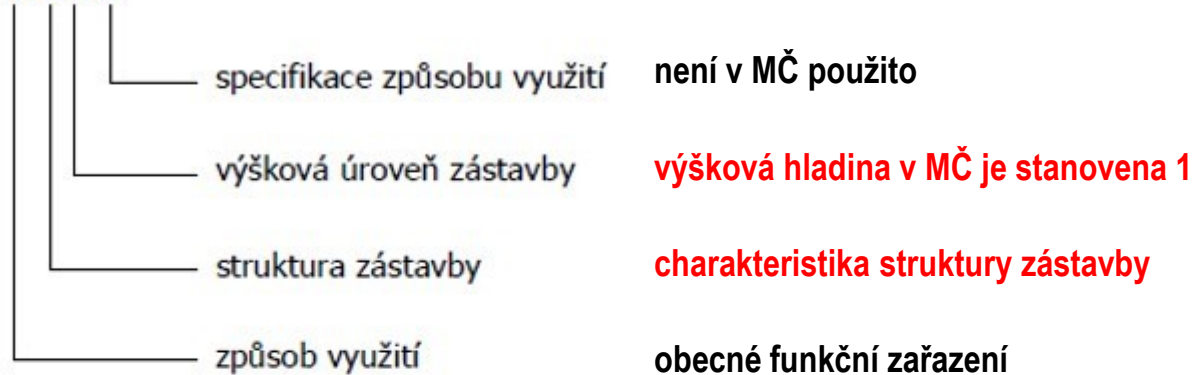 specifikace způsobu využití není v MČ použito
výšková úroveň zástavby výšková hladina v MČ je stanovena 1
struktura zástavby charakteristika struktury zástavby
způsob využití obecné funkční zařazení